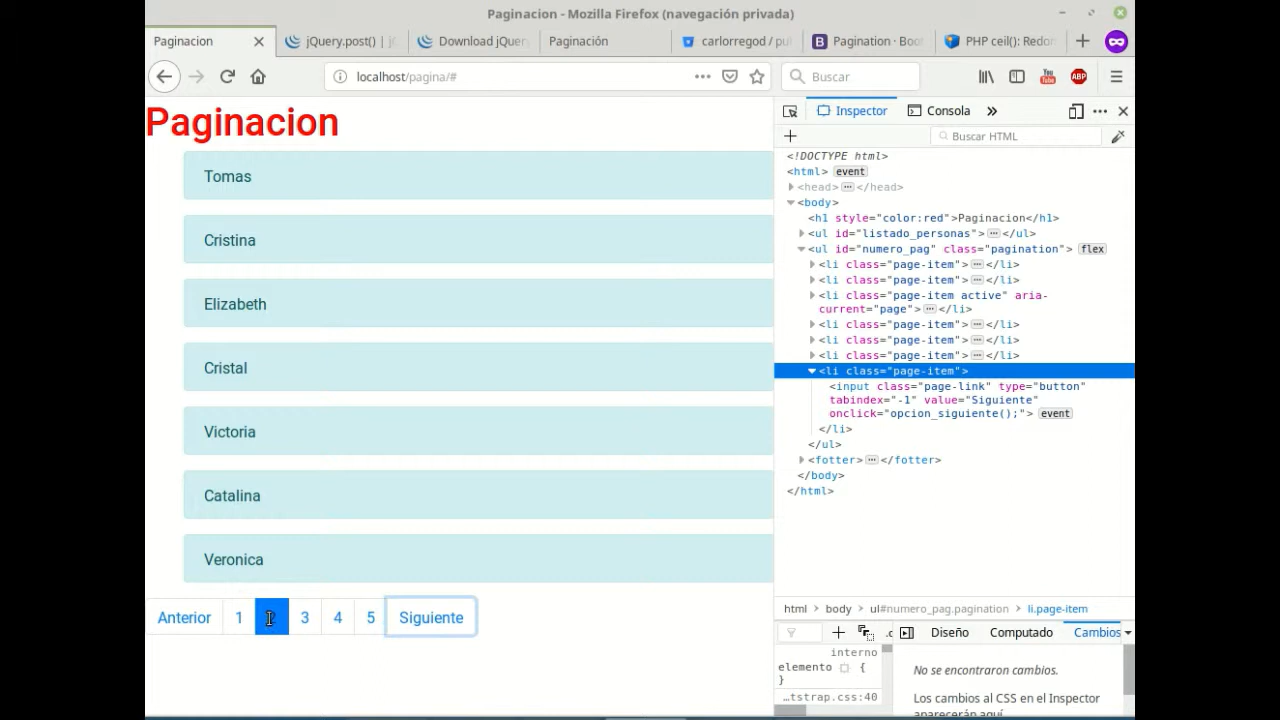 Paginacion - Mozilla Firefox (navegación privada)
Paginacion
jQuery.post() | j
Download jQuery
Paginación
carlorregod / pu
Pagination · Boo
PHP ceil(): Redo
localhost/pagina/#
Buscar
You Tube
ABP
Paginacion
Tomas
Cristina
Elizabeth
Cristal
Victoria
Catalina
Veronica
Anterior 1 2 3 4 5 Siguiente
Inspector Consola
Buscar HTML
<!DOCTYPE html>
<html> event
<head> </head>
<body>
<h1 style="color:red">Paginacion</h1>
<ul id="listado_personas"> </ul>
<ul id="numero_pag" class="pagination"> flex
<li class="page-item"> </li>
<li class="page-item"> </li>
<li class="page-item active" aria-
current="page"> </li>
<li class="page-item"> </li>
<li class="page-item"> </li>
<li class="page-item"> </li>
<li class="page-item">
<input class="page-link" type="button"
tabindex="-1" value="Siguiente"
onclick="opcion_siguiente();"> event
</li>
</ul>
<fotter> </fotter>
</body>
</html>
html body ul#numero_pag.pagination li.page-item
Diseño Computado Cambios
interno
elemento {
}
…tstrap.css:40
No se encontraron cambios.
Los cambios al CSS en el Inspector
aparecerán aquí.